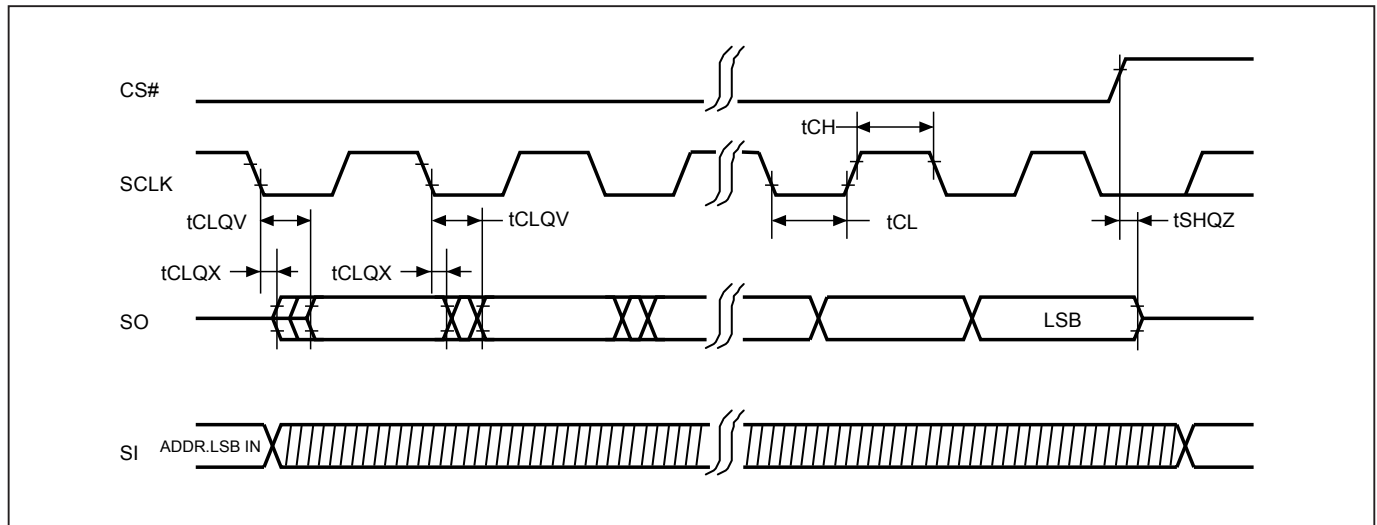 CS#
tCH
SCLK
tCLQV
tCLQV
tCL
tSHQZ
tCLQX
tCLQX
SO
LSB
SI
ADDR.LSB IN